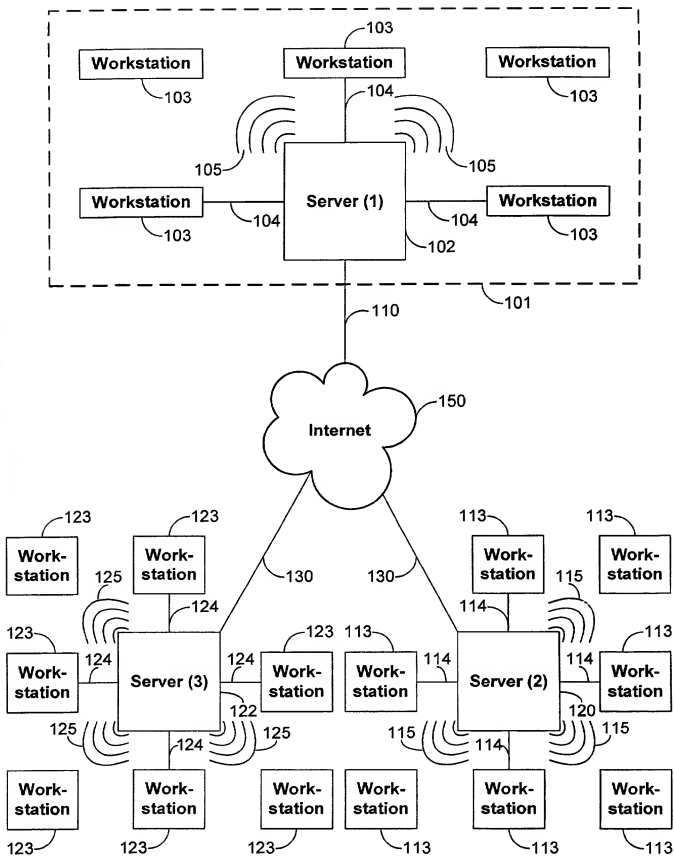 103
Workstation
Workstation
Workstation
103
104
103
105
105
Workstation
Server (1)
Workstation
104
104
103
102
103
101
110
150
Internet
123
123
113
113
Work-
station
Work-
station
Work-
station
Work-
station
125
130
130
115
124
114
123
123
113
113
Work-
station
124
Server (3)
124
Work-
station
Work-
station
114
Server (2)
114
Work-
station
122
120
125
124
125
115
114
115
Work-
station
Work-
station
Work-
station
Work-
station
Work-
station
Work-
station
123
123
123
113
113
113